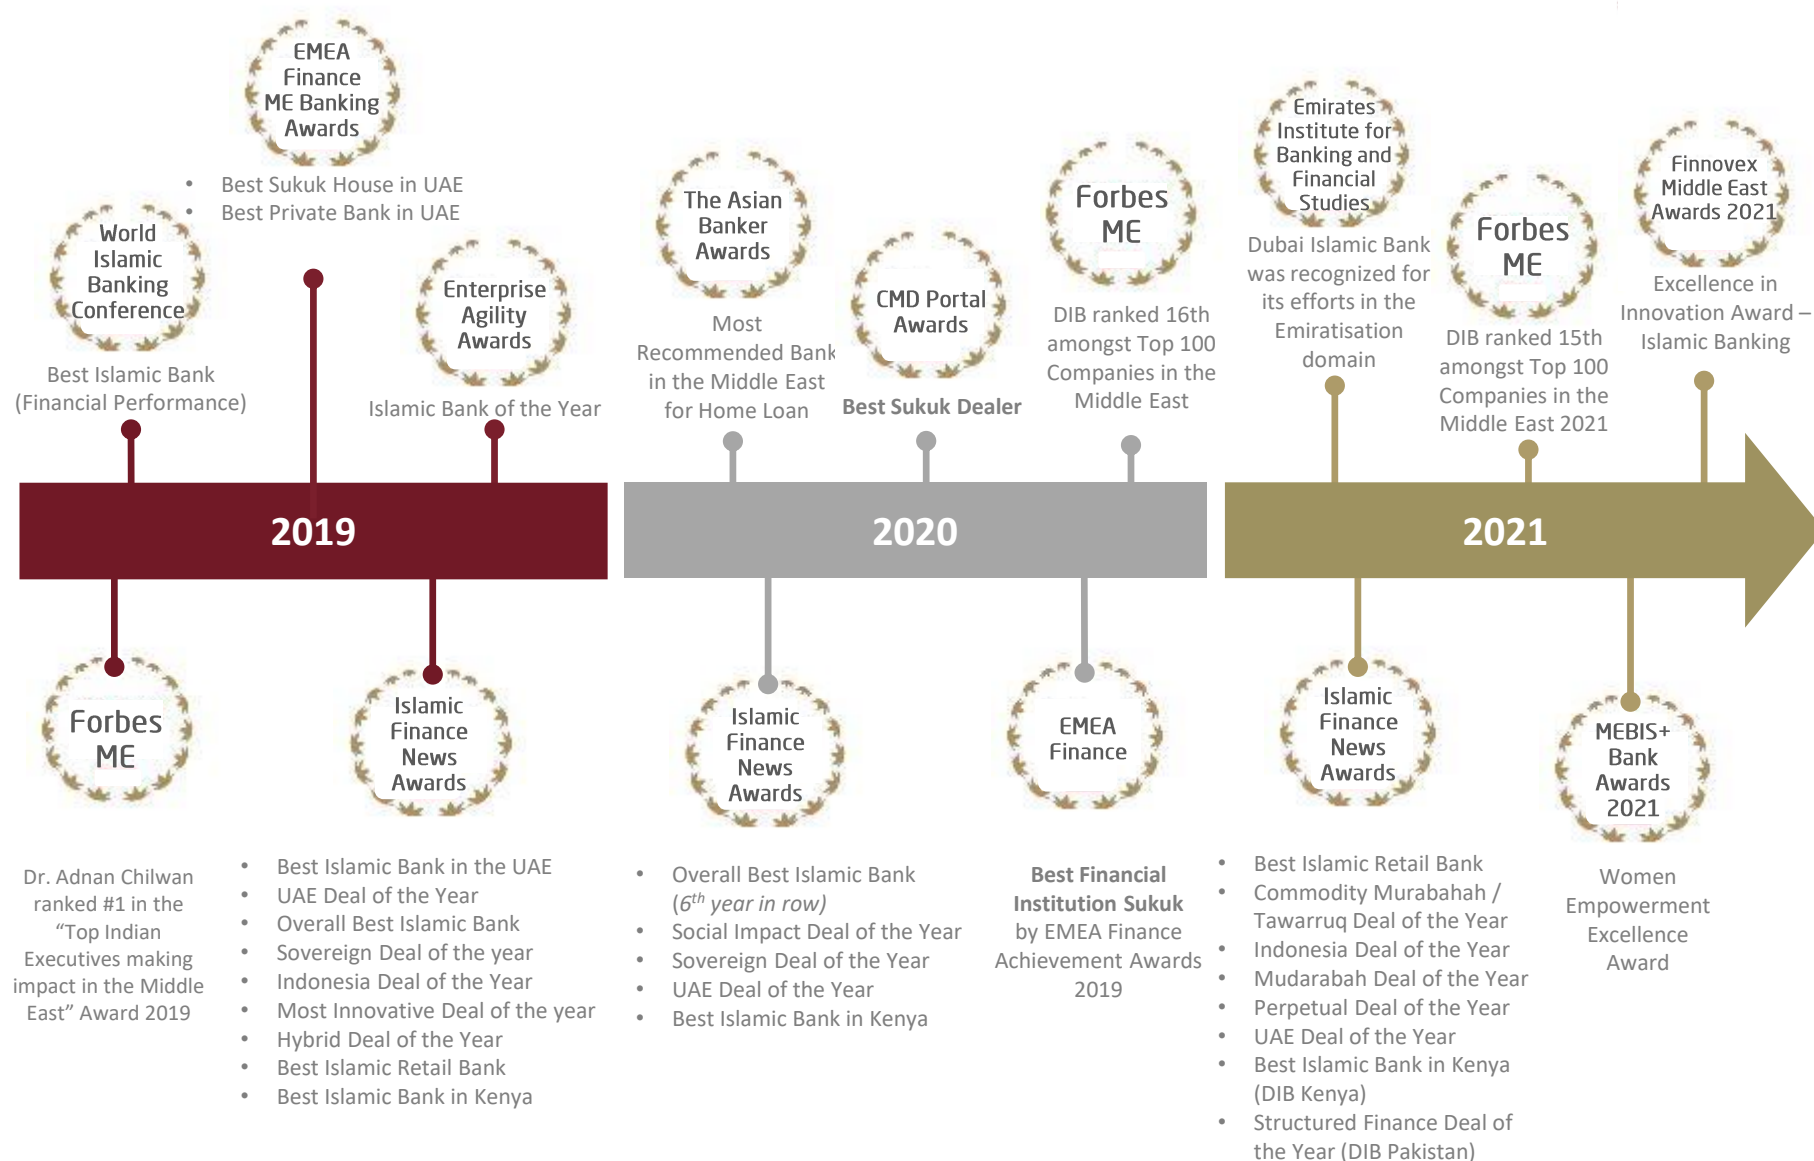 EMEA
Finance
ME Banking
Awards
• Best Sukuk House in UAE
• Best Private Bank in UAE
World
Islamic
Banking
Conference
Best Islamic Bank
(Financial Performance)
Enterprise
Agility
Awards
Islamic Bank of the Year
The Asian
Banker
Awards
Most
Recommended Bank
in the Middle East
for Home Loan
CMD Portal
Awards
Best Sukuk Dealer
Forbes
ME
DIB ranked 16th
amongst Top 100
Companies in the
Middle East
Emirates
Institute for
Banking and
Financial
Studies
Dubai Islamic Bank
was recognized for
its efforts in the
Emiratisation
domain
Forbes
ME
DIB ranked 15th
amongst Top 100
Companies in the
Middle East 2021
Finnovex
Middle East
Awards 2021
Excellence in
Innovation Award –
Islamic Banking
2019
2020
2021
Forbes
ME
Dr. Adnan Chilwan
ranked #1 in the
“Top Indian
Executives making
impact in the Middle
East” Award 2019
Islamic
Finance
News
Awards
• Best Islamic Bank in the UAE
• UAE Deal of the Year
• Overall Best Islamic Bank
• Sovereign Deal of the year
• Indonesia Deal of the Year
• Most Innovative Deal of the year
• Hybrid Deal of the Year
• Best Islamic Retail Bank
• Best Islamic Bank in Kenya
Islamic
Finance
News
Awards
• Overall Best Islamic Bank
(6th year in row)
• Social Impact Deal of the Year
• Sovereign Deal of the Year
• UAE Deal of the Year
• Best Islamic Bank in Kenya
EMEA
Finance
Best Financial
Institution Sukuk
by EMEA Finance
Achievement Awards
2019
Islamic
Finance
News
Awards
• Best Islamic Retail Bank
• Commodity Murabahah /
Tawarruq Deal of the Year
• Indonesia Deal of the Year
• Mudarabah Deal of the Year
• Perpetual Deal of the Year
• UAE Deal of the Year
• Best Islamic Bank in Kenya
(DIB Kenya)
• Structured Finance Deal of
the Year (DIB Pakistan)
MEBIS+
Bank
Awards
2021
Women
Empowerment
Excellence
Award